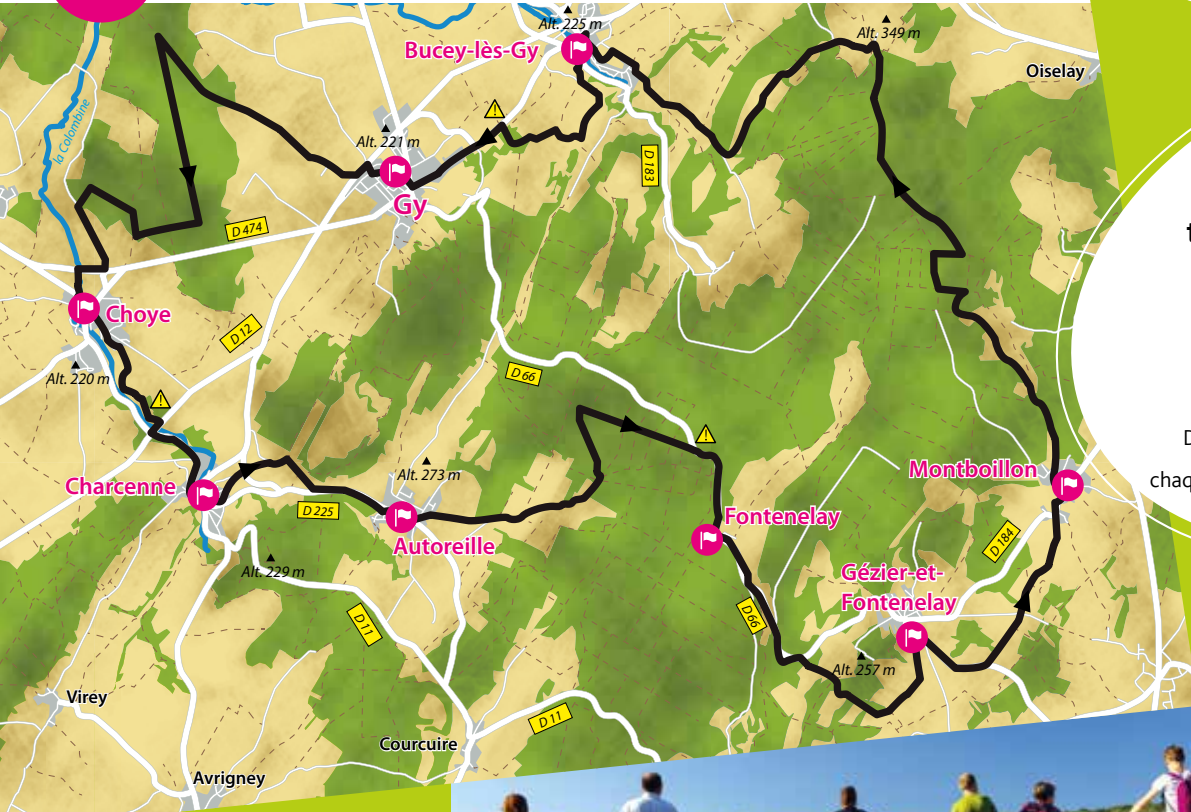 Alt. 225 m
Bucey-lès-Gy
Alt. 349 m
Oiselay
la Colombine
Alt. 221 m
D 183
Gy
D 474
Choye
D 12
Alt. 220 m
D 66
Alt. 273 m
Montboillon
Charcenne
D 225
Fontenelay
Autoreille
D 184
Alt. 229 m
Gézier-et-
Fontenelay
D 11
D66
Alt. 257 m
Virey
D 11
Courcuire
Avrigney
t
D
chaq